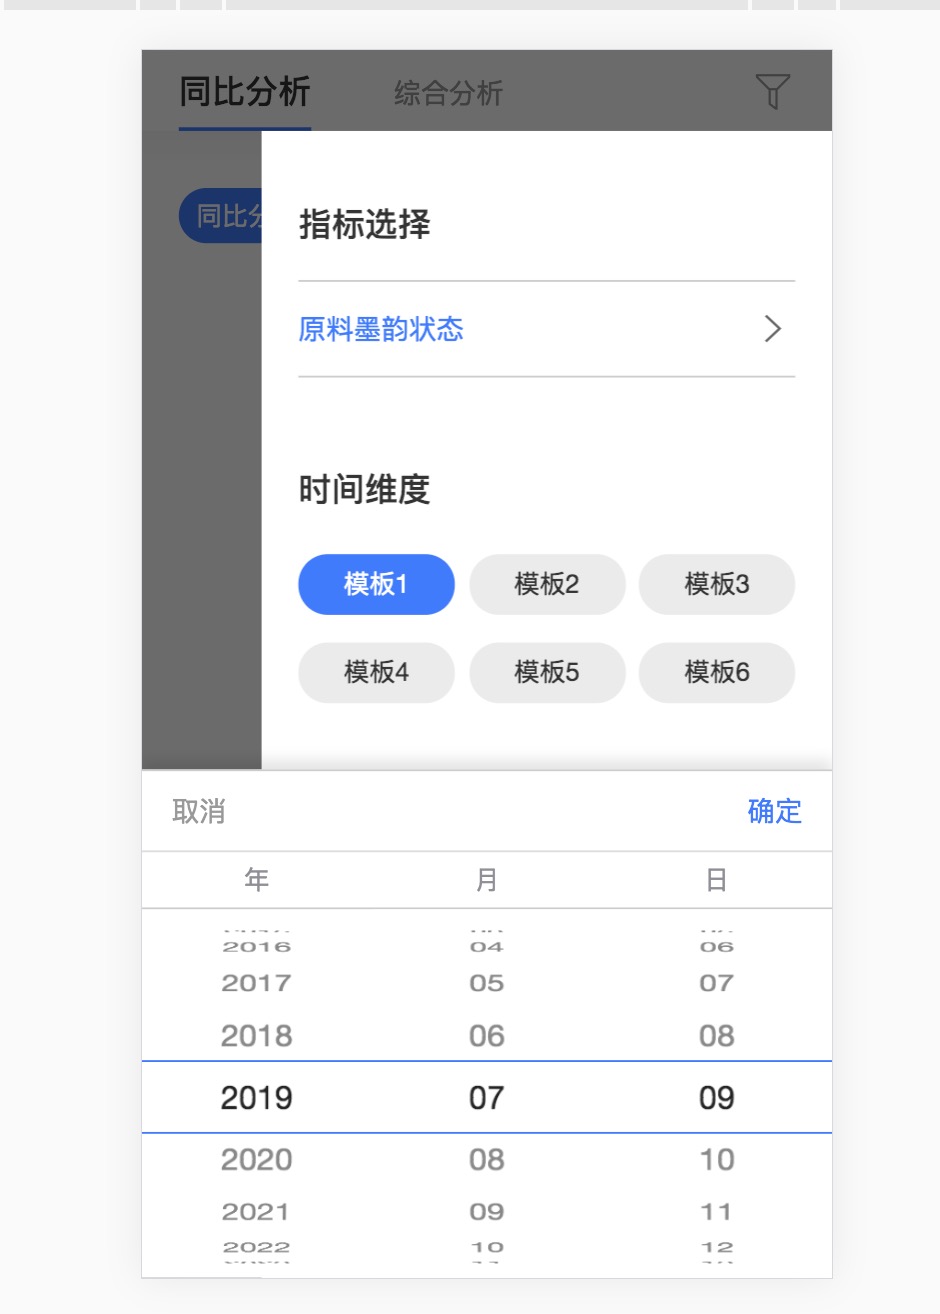 同比分析 综合分析
同比分
指标选择
原料墨韵状态
时间维度
模板1 模板2 模板3
模板4 模板5 模板6
取消 确定
年 月 日
2016 04 06
2017 05 07
2018 06 08
2019 07 09
2020 08 10
2021 09 11
2022 10 12